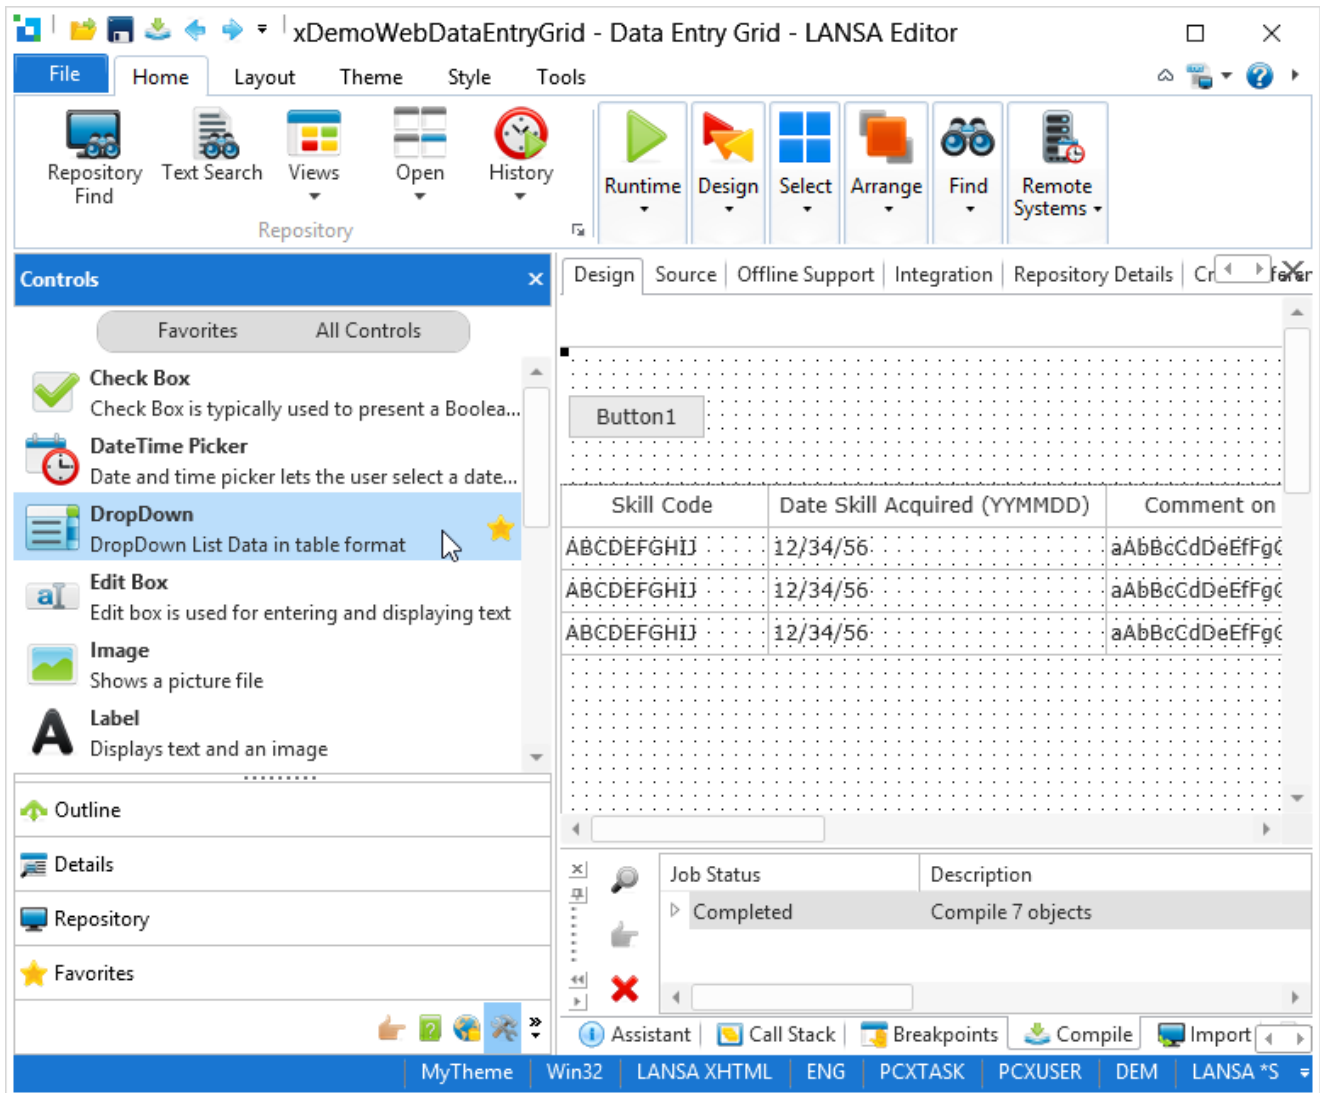 xDemoWebDataEntryGrid - Data Entry Grid - LANSA Editor
File Home Layout Theme Style Tools
Repository Find
Text Search
Views
Open
History
Runtime
Design
Select
Arrange
Find
Remote Systems
Repository
Controls
Design Source Offline Support Integration Repository Details
Favorites All Controls
Check Box
Check Box is typically used to present a Boolea...
DateTime Picker
Date and time picker lets the user select a date...
DropDown
DropDown List Data in table format
Edit Box
Edit box is used for entering and displaying text
Image
Shows a picture file
Label
Displays text and an image
Outline
Details
Repository
Favorites
Button1
Skill Code Date Skill Acquired (YYMMDD) Comment on
ABCDEFGHIJ 12/34/56 aAbBcCdDeEfFgG
ABCDEFGHIJ 12/34/56 aAbBcCdDeEfFgG
ABCDEFGHIJ 12/34/56 aAbBcCdDeEfFgG
Job Status Description
Completed Compile 7 objects
Assistant Call Stack Breakpoints Compile Import
MyTheme Win32 LANSA XHTML ENG PCXTASK PCXUSER DEM LANSA *S